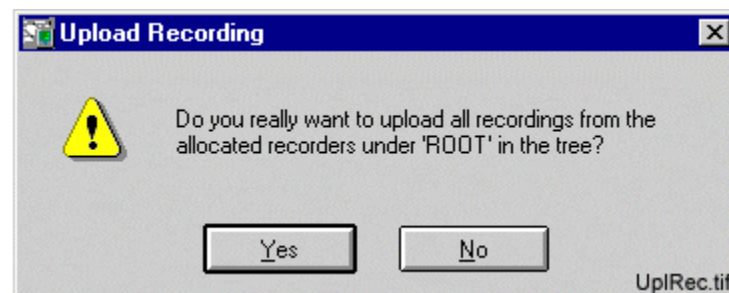 Upload Recording
Do you really want to upload all recordings from the
allocated recorders under 'ROOT' in the tree?
Yes
No
UplRec.tif